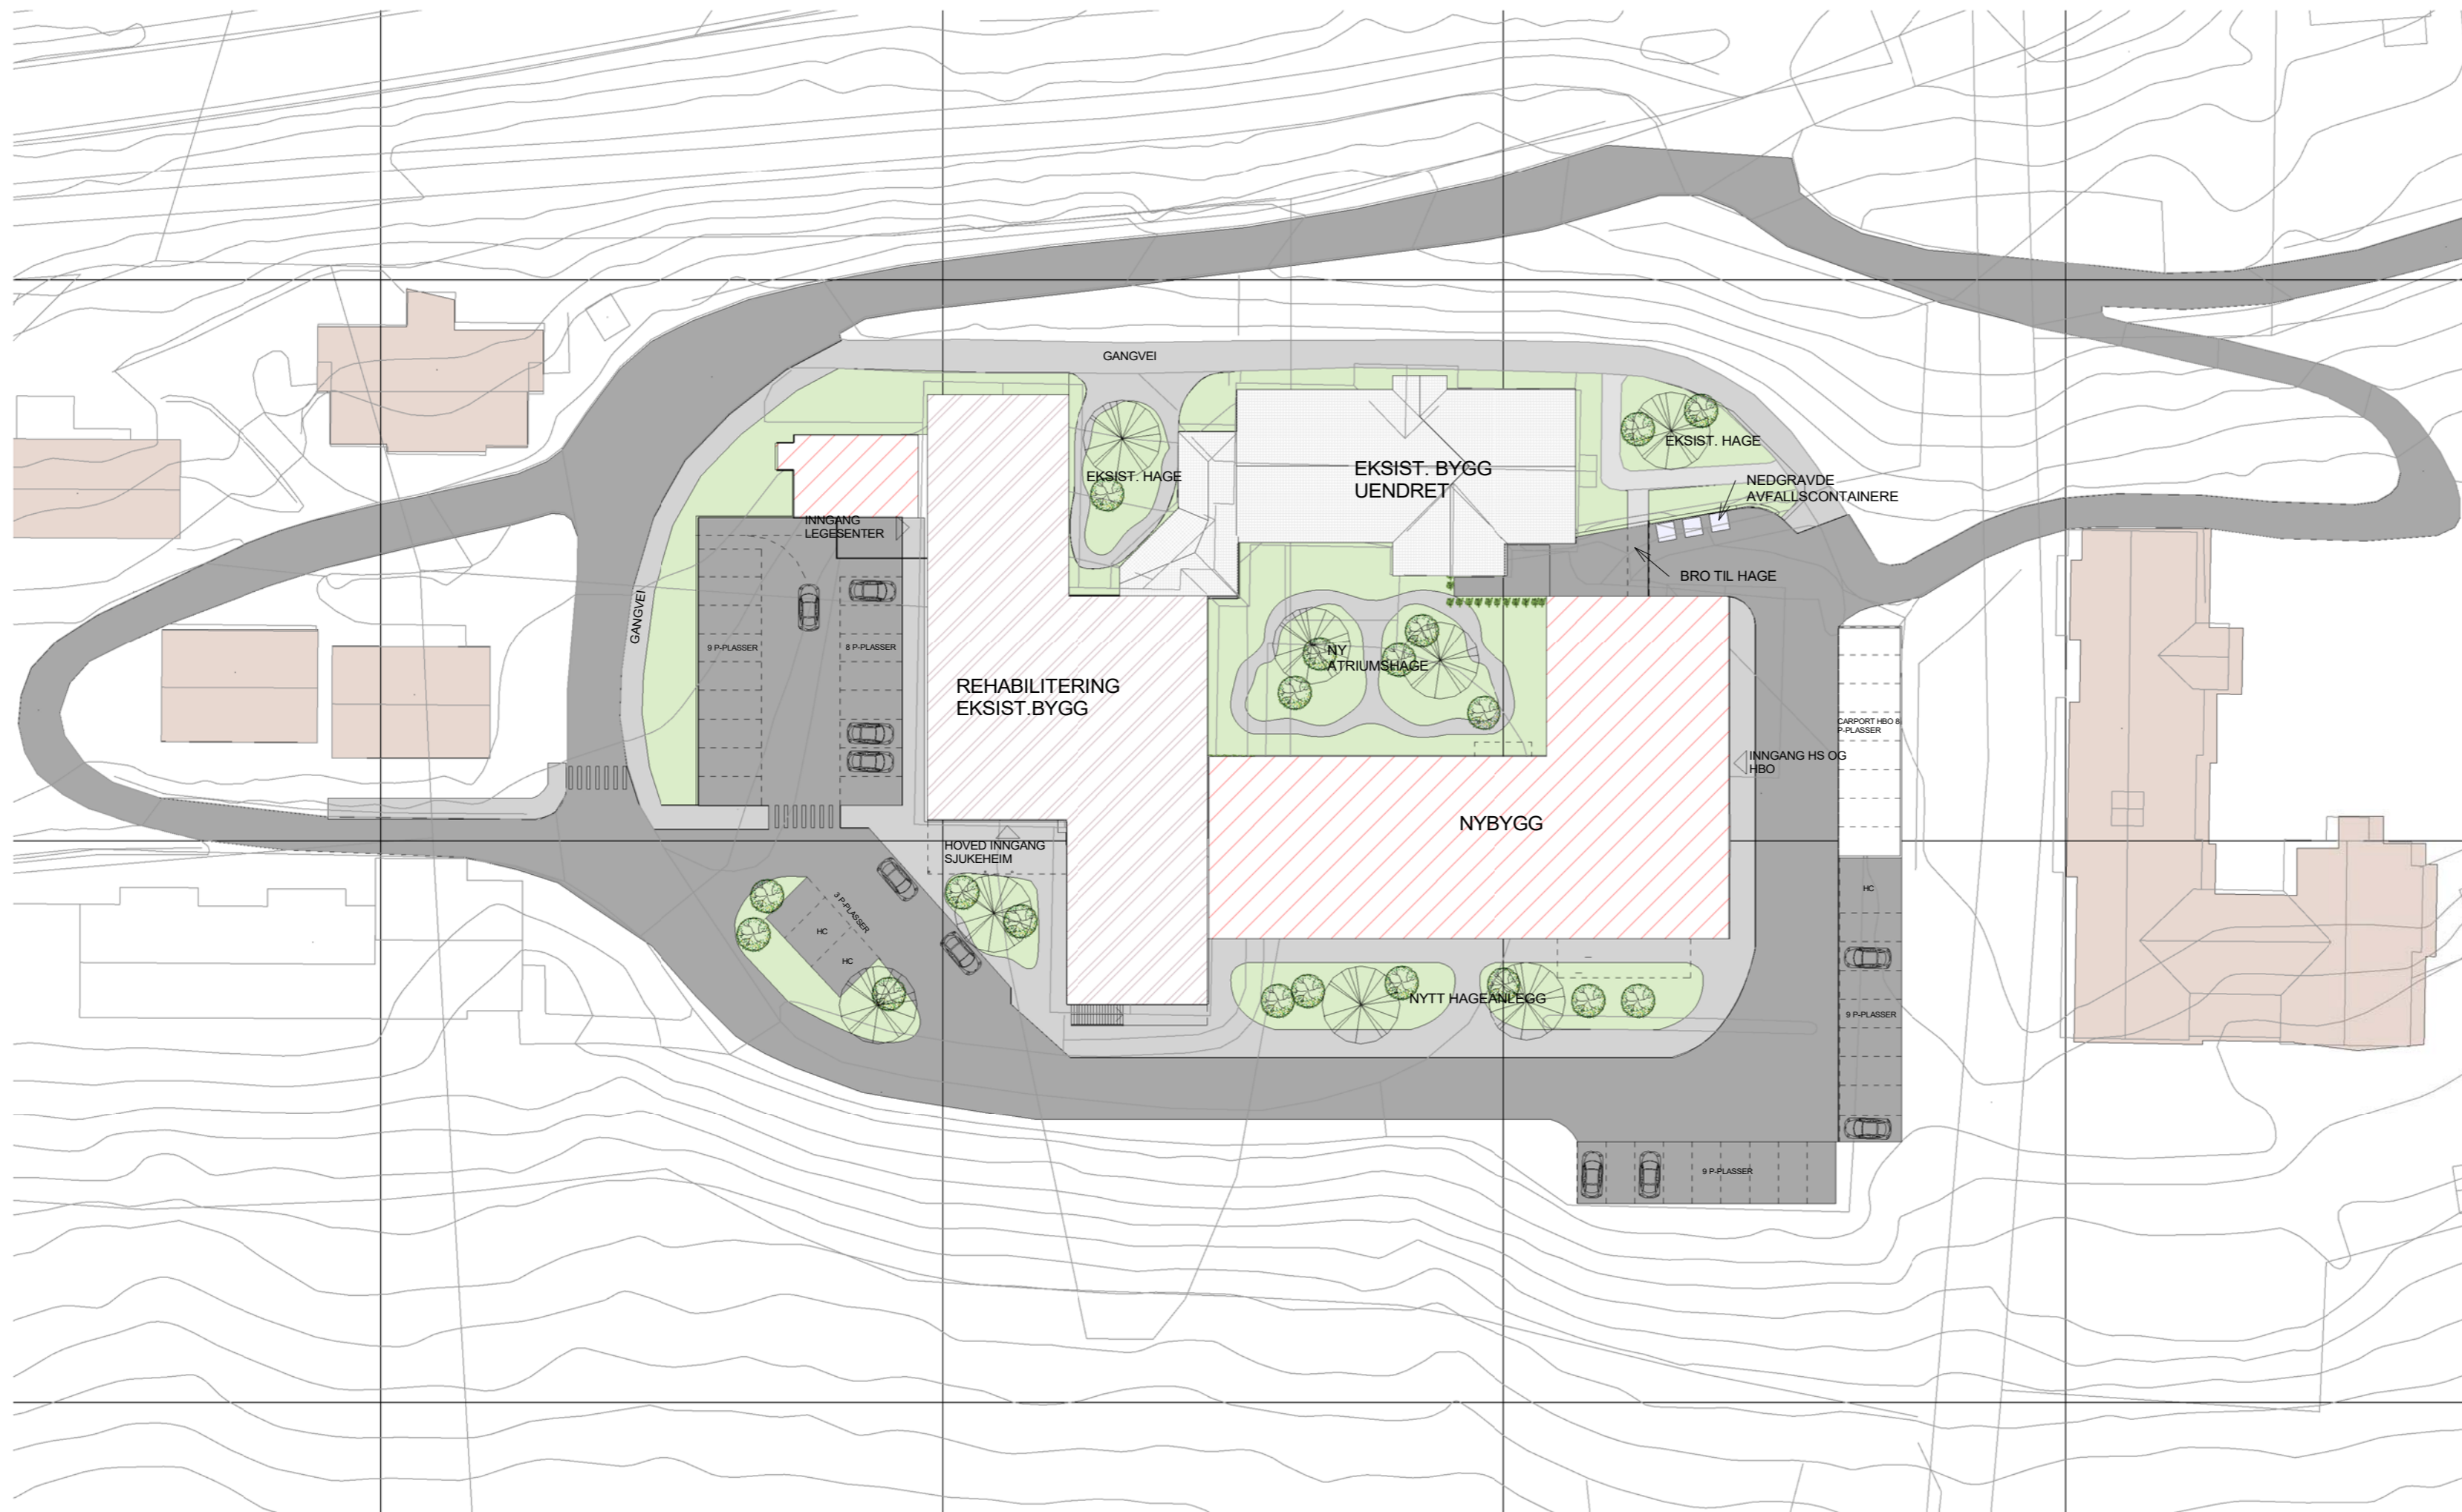 GANGVEI
EKSIST. HAGE
EKSIST. BYGG
UENDRET
EKSIST. HAGE
NEDGRAVDE
AVFALLSCONTAINERE
INNGANG
LEGESENTER
BRO TIL HAGE
GANGVEI
9 P-PLASSER
8 P-PLASSER
NY
ATRIUMSHAGE
REHABILITERING
EKSIST.BYGG
CARPORT HBO 8
P-PLASSER
INNGANG HS OG
HBO
NYBYGG
HOVED INNGANG
SJUKEHEIM
3 P-PLASSER
HC
HC
HC
NYTT HAGEANLEGG
9 P-PLASSER
9 P-PLASSER